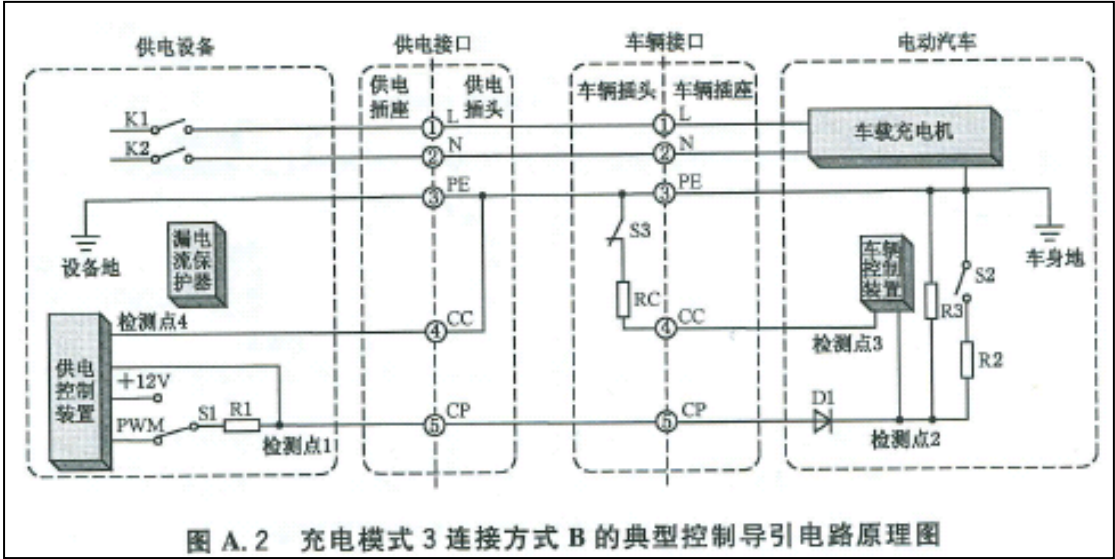 供电设备 供电接口 车辆接口 电动汽车
供电插座 供电插头 车辆插头 车辆插座
K1 ① L ① L 车载充电机
K2 ② N ② N
③ PE ③ PE
设备地 漏电流保护器 S3 车辆控制装置 S2 车身地
RC R3
检测点4 ④ CC ④ CC 检测点3
供电控制装置 R2
+12V
PWM S1 R1 检测点1 ⑤ CP ⑤ CP D1 检测点2
图 A.2 充电模式 3 连接方式 B 的典型控制导引电路原理图